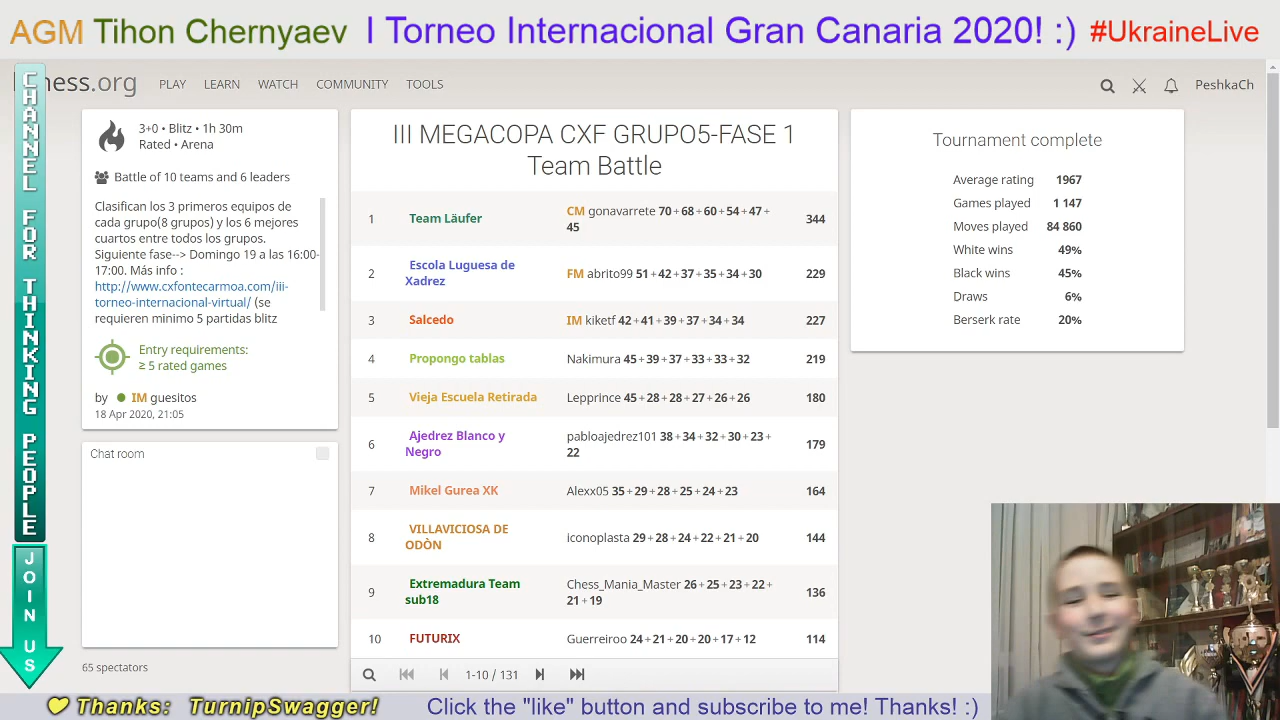 AGM Tihon Chernyaev I Torneo Internacional Gran Canaria 2020! :) #UkraineLive
CHANNEL FOR THINKING PEOPLE
JOIN US
hess.org PLAY LEARN WATCH COMMUNITY TOOLS PeshkaCh
3+0 • Blitz • 1h 30m
Rated • Arena
Battle of 10 teams and 6 leaders
Clasifican los 3 primeros equipos de
cada grupo(8 grupos) y los 6 mejores
cuartos entre todos los grupos.
Siguiente fase--> Domingo 19 a las 16:00-
17:00. Más info :
http://www.cxfontecarmoa.com/iii-
torneo-internacional-virtual/ (se
requieren minimo 5 partidas blitz
Entry requirements:
≥ 5 rated games
by IM guesitos
18 Apr 2020, 21:05
Chat room
65 spectators
III MEGACOPA CXF GRUPO5-FASE 1
Team Battle
1 Team Läufer CM gonavarrete 70+68+60+54+47+
45 344
2 Escola Luguesa de
Xadrez FM abrito99 51+42+37+35+34+30 229
3 Salcedo IM kiketf 42+41+39+37+34+34 227
4 Propongo tablas Nakimura 45+39+37+33+33+32 219
5 Vieja Escuela Retirada Lepprince 45+28+28+27+26+26 180
6 Ajedrez Blanco y
Negro pabloajedrez101 38+34+32+30+23+
22 179
7 Mikel Gurea XK Alexx05 35+29+28+25+24+23 164
8 VILLAVICIOSA DE
ODÒN iconoplasta 29+28+24+22+21+20 144
9 Extremadura Team
sub18 Chess_Mania_Master 26+25+23+22+
21+19 136
10 FUTURIX Guerreiroo 24+21+20+20+17+12 114
1-10 / 131
Tournament complete
Average rating 1967
Games played 1 147
Moves played 84 860
White wins 49%
Black wins 45%
Draws 6%
Berserk rate 20%
Thanks: TurnipSwagger! Click the "like" button and subscribe to me! Thanks! :)